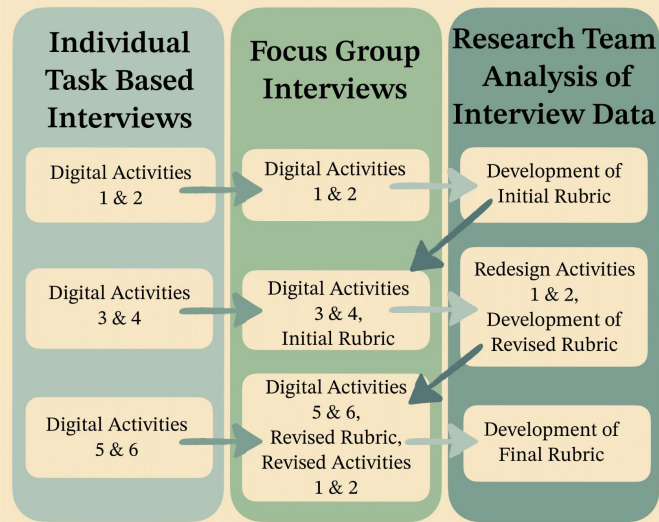 Individual
Task Based
Interviews
Focus Group
Interviews
Research Team
Analysis of
Interview Data
Digital Activities
1 & 2
Digital Activities
1 & 2
Development of
Initial Rubric
Digital Activities
3 & 4
Digital Activities
3 & 4,
Initial Rubric
Redesign Activities
1 & 2,
Development of
Revised Rubric
Digital Activities
5 & 6
Digital Activities
5 & 6,
Revised Rubric,
Revised Activities
1 & 2
Development of
Final Rubric